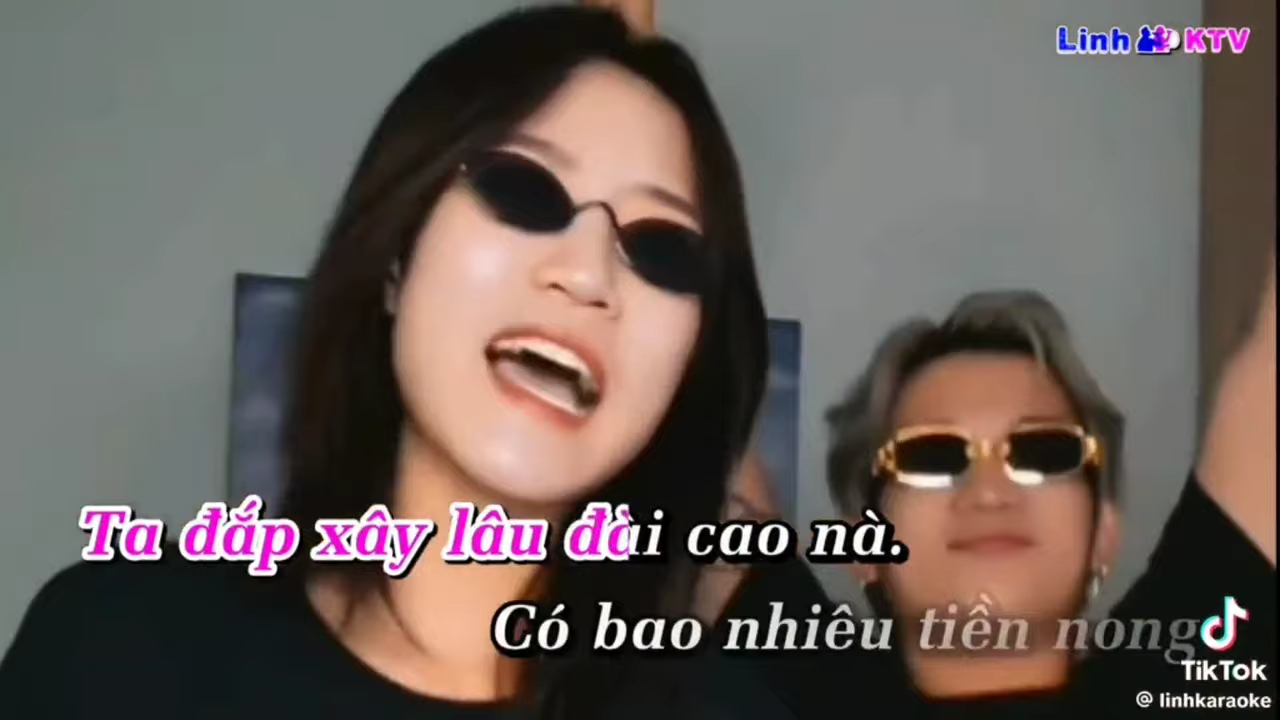 Linh KTV
Ta đắp xây lâu đài cao nà.
Có bao nhiêu tiền nong
TikTok
@ linhkaraoke